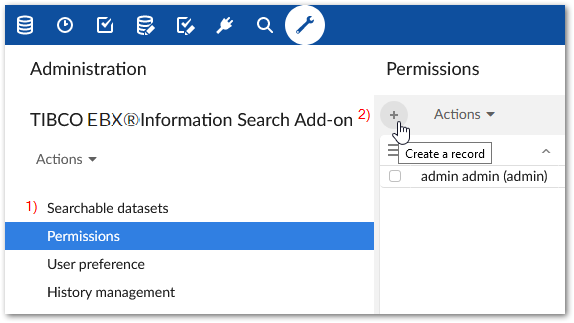 Administration
Permissions
TIBCO EBX®Information Search Add-on 2)
+ Actions
Actions
Create a record
admin admin (admin)
1) Searchable datasets
Permissions
User preference
History management